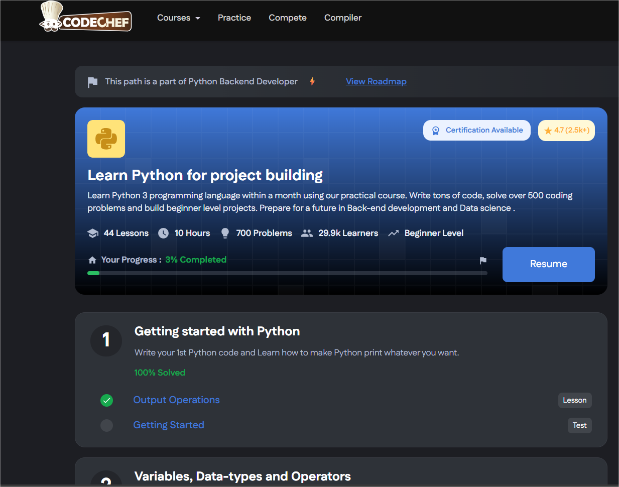 CODECHEF
Courses Practice Compete Compiler
This path is a part of Python Backend Developer View Roadmap
Certification Available 4.7 (2.5k+)
Learn Python for project building
Learn Python 3 programming language within a month using our practical course. Write tons of code, solve over 500 coding
problems and build beginner level projects. Prepare for a future in Back-end development and Data science .
44 Lessons 10 Hours 700 Problems 29.9k Learners Beginner Level
Your Progress : 3% Completed
Resume
1 Getting started with Python
Write your 1st Python code and Learn how to make Python print whatever you want.
100% Solved
Output Operations Lesson
Getting Started Test
2 Variables, Data-types and Operators